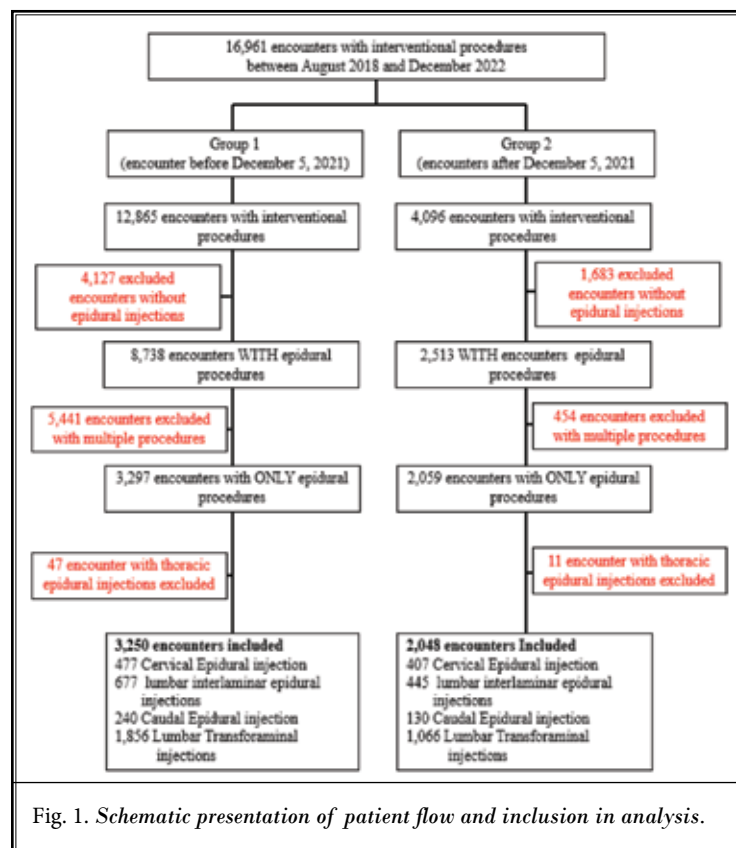 16,961 encounters with interventional procedures
between August 2018 and December 2022
Group 1
(encounter before December 5, 2021)
Group 2
(encounters after December 5, 2021
12,865 encounters with interventional
procedures
4,096 encounters with interventional
procedures
4,127 excluded
encounters without
epidural injections
1,683 excluded
encounters without
epidural injections
8,738 encounters WITH epidural
procedures
2,513 WITH encounters epidural
procedures
5,441 encounters excluded
with multiple procedures
454 encounters excluded
with multiple procedures
3,297 encounters with ONLY epidural
procedures
2,059 encounters with ONLY epidural
procedures
47 encounter with thoracic
epidural injections excluded
11 encounter with thoracic
epidural injections excluded
3,250 encounters included
477 Cervical Epidural injection
677 lumbar interlaminar epidural
injections
240 Caudal Epidural injection
1,856 Lumbar Transforaminal
injections
2,048 encounters Included
407 Cervical Epidural injection
445 lumbar interlaminar epidural
injections
130 Caudal Epidural injection
1,066 Lumbar Transforaminal
injections
Fig. 1. Schematic presentation of patient flow and inclusion in analysis.